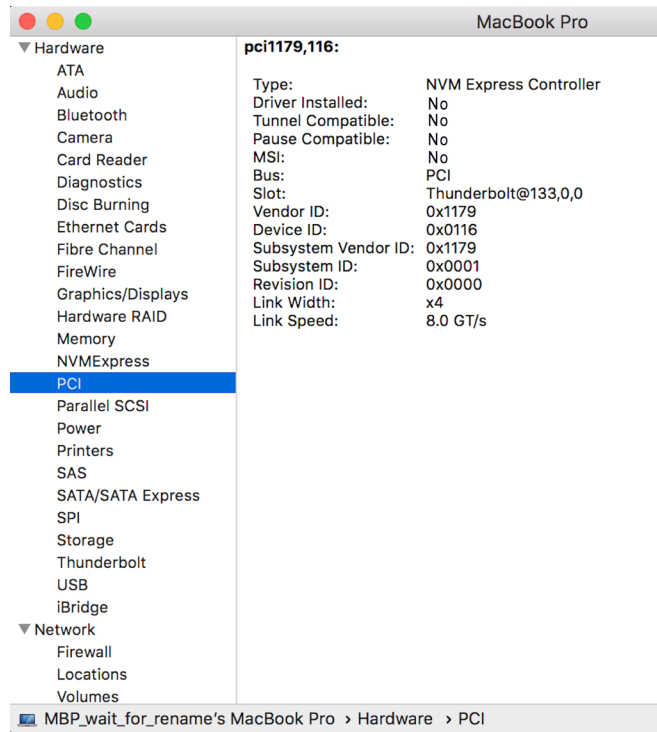 MacBook Pro
Hardware
ATA
Audio
Bluetooth
Camera
Card Reader
Diagnostics
Disc Burning
Ethernet Cards
Fibre Channel
FireWire
Graphics/Displays
Hardware RAID
Memory
NVMExpress
PCI
Parallel SCSI
Power
Printers
SAS
SATA/SATA Express
SPI
Storage
Thunderbolt
USB
iBridge
Network
Firewall
Locations
Volumes
pci1179,116:
Type: NVM Express Controller
Driver Installed: No
Tunnel Compatible: No
Pause Compatible: No
MSI: No
Bus: PCI
Slot: Thunderbolt@133,0,0
Vendor ID: 0x1179
Device ID: 0x0116
Subsystem Vendor ID: 0x1179
Subsystem ID: 0x0001
Revision ID: 0x0000
Link Width: x4
Link Speed: 8.0 GT/s
MBP_wait_for_rename's MacBook Pro › Hardware › PCI